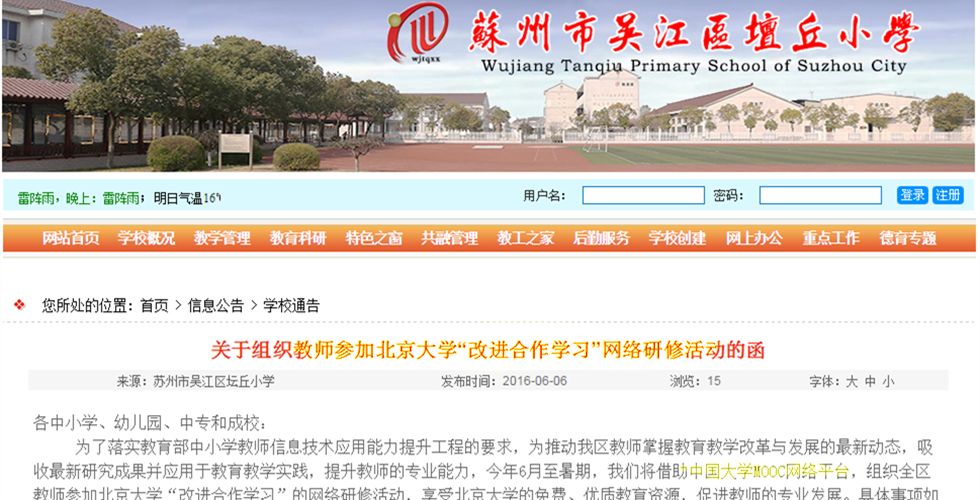 wjtqxx
蘇州市吴江區壇丘小學
Wujiang Tanqiu Primary School of Suzhou City
雷阵雨，晚上：雷阵雨；明日气温16 用户名： 密码： 登录 注册
网站首页 学校概况 教学管理 教育科研 特色之窗 共融管理 教工之家 后勤服务 学校创建 网上办公 重点工作 德育专题
您所处的位置：首页 > 信息公告 > 学校通告
关于组织教师参加北京大学“改进合作学习”网络研修活动的函
来源：苏州市吴江区坛丘小学 发布时间：2016-06-06 浏览：15 字体：大 中 小
各中小学、幼儿园、中专和成校：
为了落实教育部中小学教师信息技术应用能力提升工程的要求，为推动我区教师掌握教育教学改革与发展的最新动态，吸
收最新研究成果并应用于教育教学实践，提升教师的专业能力，今年6月至暑期，我们将借助中国大学MOOC网络平台，组织全区
教师参加北京大学“改进合作学习”的网络研修活动，享受北京大学的免费、优质教育资源，促进教师的专业发展。具体事项如